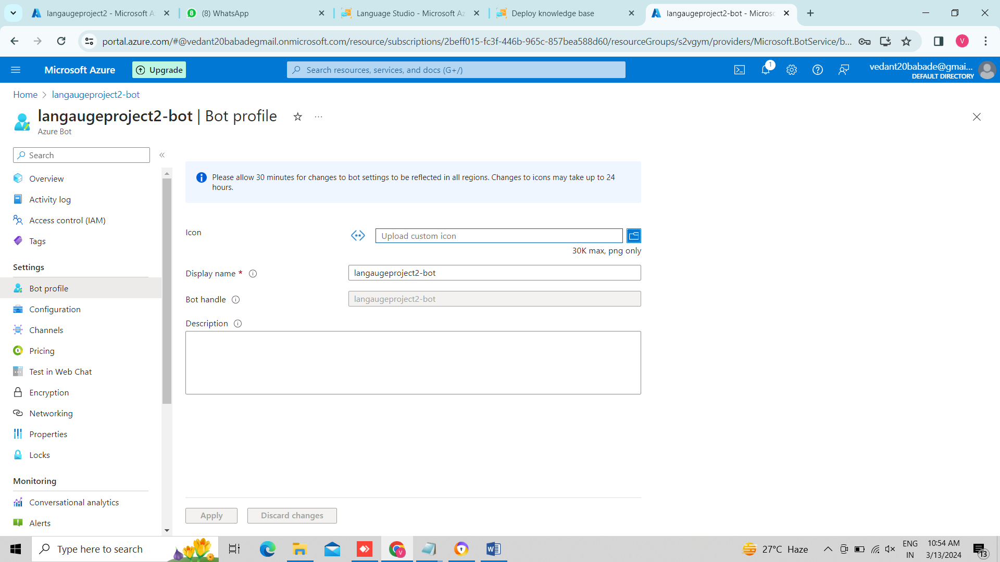 langaugeproject2 - Microsoft A
(8) WhatsApp
Language Studio - Microsoft Az
Deploy knowledge base
langaugeproject2-bot - Micros
portal.azure.com/#@vedant20babadegmail.onmicrosoft.com/resource/subscriptions/2beff015-fc3f-446b-965c-857bea588d60/resourceGroups/s2vgym/providers/Microsoft.BotService/b...
V
Microsoft Azure
Upgrade
Search resources, services, and docs (G+/)
1
vedant20babade@gmai...
DEFAULT DIRECTORY
Home > langaugeproject2-bot
langaugeproject2-bot | Bot profile
Azure Bot
Search
Overview
Activity log
Access control (IAM)
Tags
Settings
Bot profile
Configuration
Channels
Pricing
Test in Web Chat
Encryption
Networking
Properties
Locks
Monitoring
Conversational analytics
Alerts
Please allow 30 minutes for changes to bot settings to be reflected in all regions. Changes to icons may take up to 24
hours.
Icon
Upload custom icon
30K max, png only
Display name *
langaugeproject2-bot
Bot handle
langaugeproject2-bot
Description
Apply
Discard changes
Type here to search
27°C Haze
ENG
IN
10:54 AM
3/13/2024
13